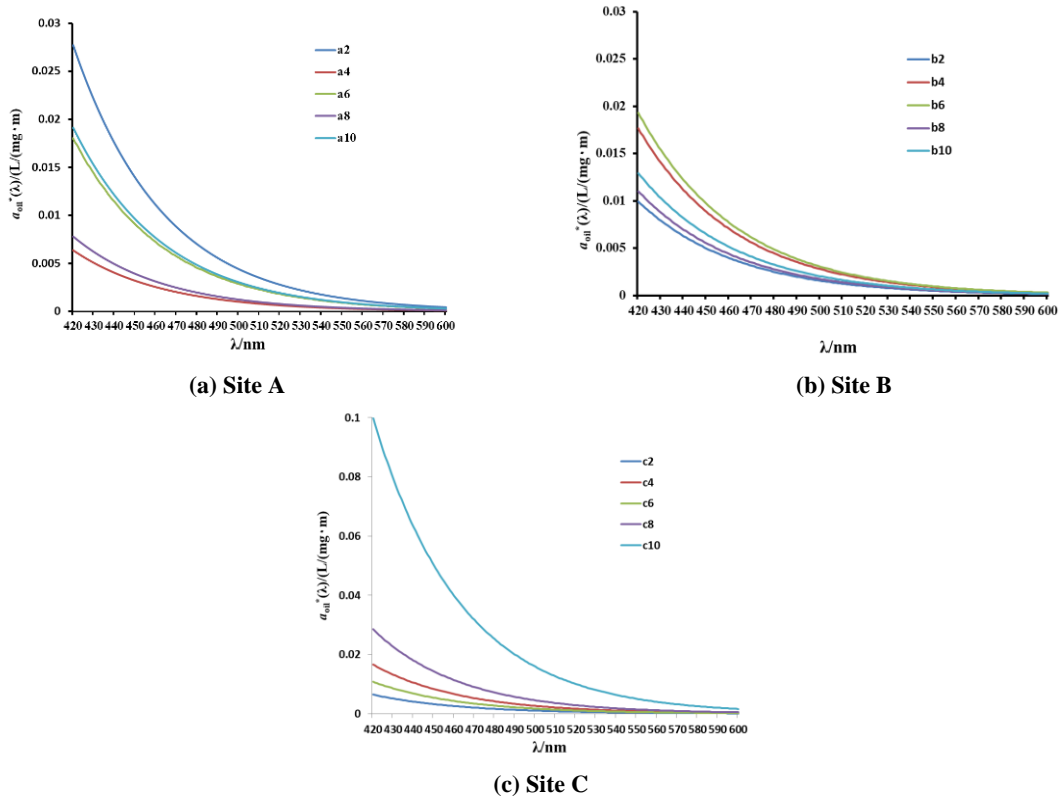 0.03
0.025
0.02
0.015
0.01
0.005
0
a_oil*(λ)/(L/(mg·m)
420 430 440 450 460 470 480 490 500 510 520 530 540 550 560 570 580 590 600
λ/nm
a2
a4
a6
a8
a10
(a) Site A
0.03
0.025
0.02
0.015
0.01
0.005
0
a_oil*(λ)/(L/(mg·m)
420 430 440 450 460 470 480 490 500 510 520 530 540 550 560 570 580 590 600
λ/nm
b2
b4
b6
b8
b10
(b) Site B
0.1
0.08
0.06
0.04
0.02
0
a_oil*(λ)/(L/(mg·m)
420 430 440 450 460 470 480 490 500 510 520 530 540 550 560 570 580 590 600
λ/nm
c2
c4
c6
c8
c10
(c) Site C